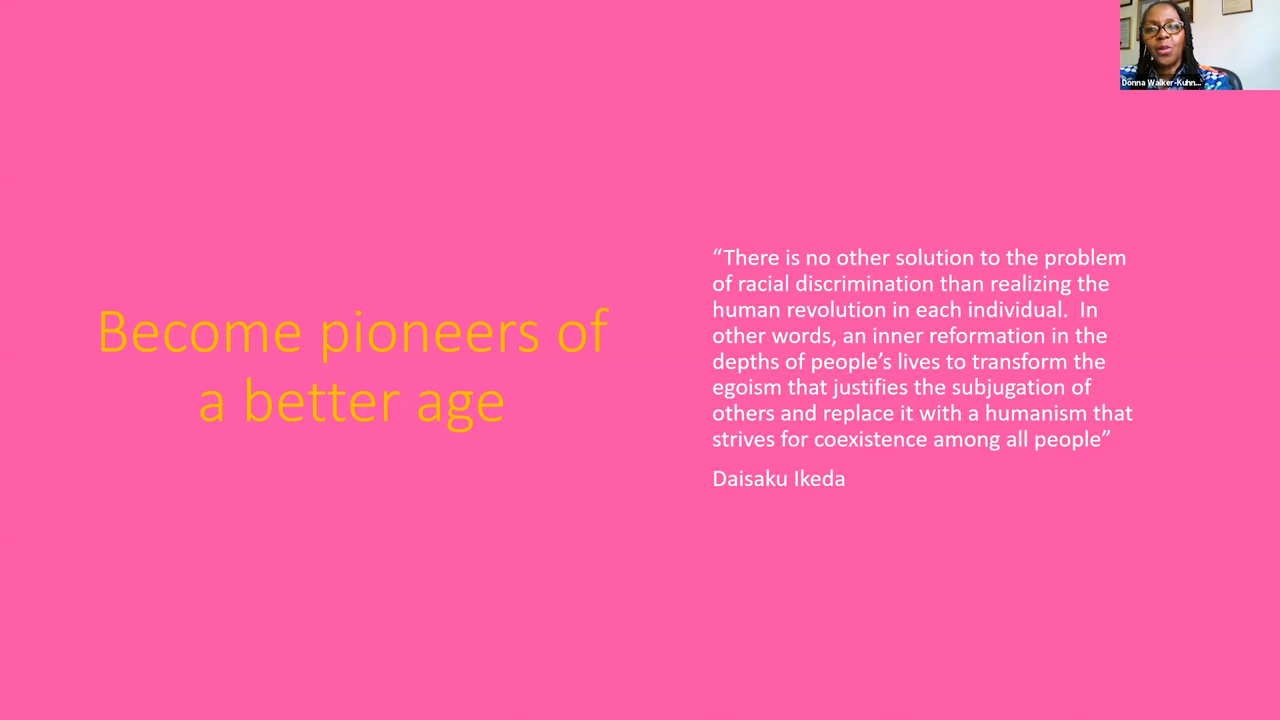 Donna Walker-Kuhn...
Become pioneers of
a better age
“There is no other solution to the problem
of racial discrimination than realizing the
human revolution in each individual.  In
other words, an inner reformation in the
depths of people’s lives to transform the
egoism that justifies the subjugation of
others and replace it with a humanism that
strives for coexistence among all people”
Daisaku Ikeda